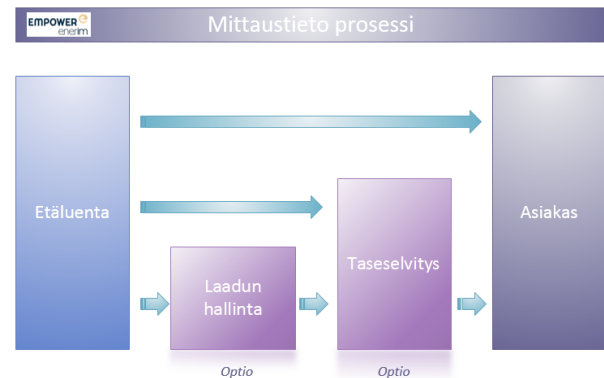 EMPOWER
enerim
Mittaustieto prosessi
Etäluenta
Laadun
hallinta
Taseselvitys
Asiakas
Optio
Optio